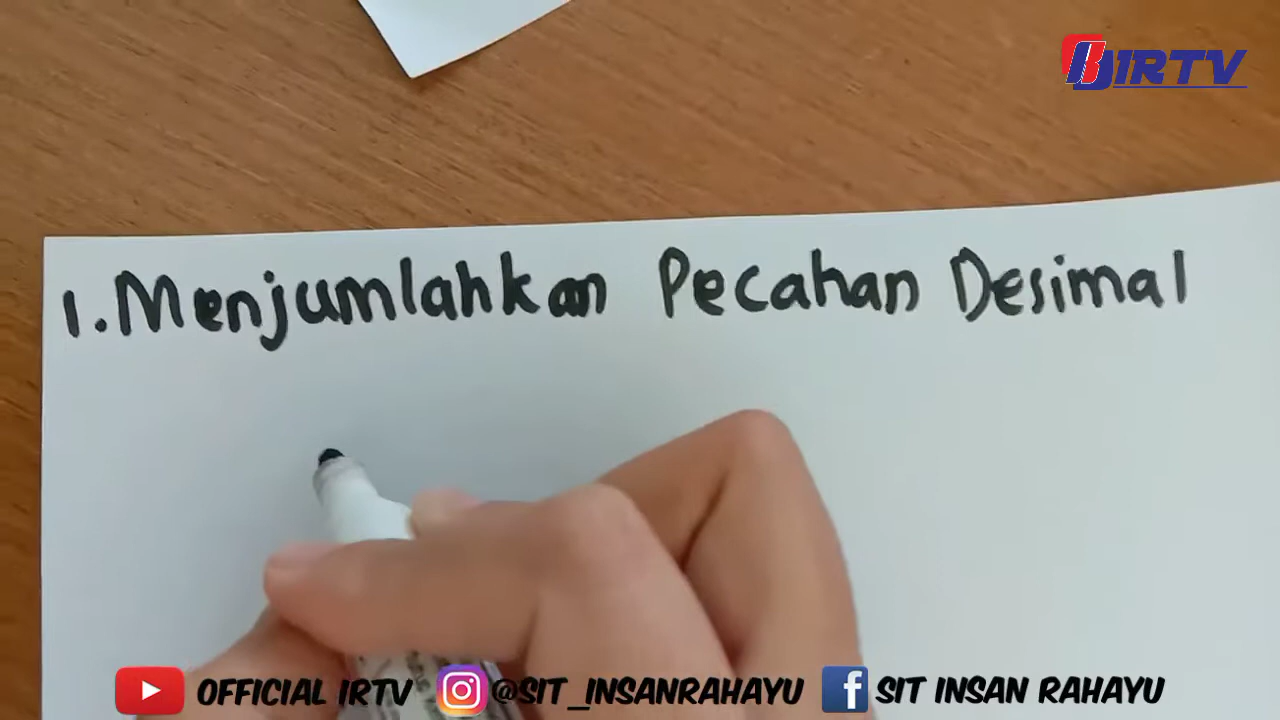 IRTV
1. Menjumlahkan Pecahan Desimal
OFFICIAL IRTV @SIT_INSANRAHAYU SIT INSAN RAHAYU